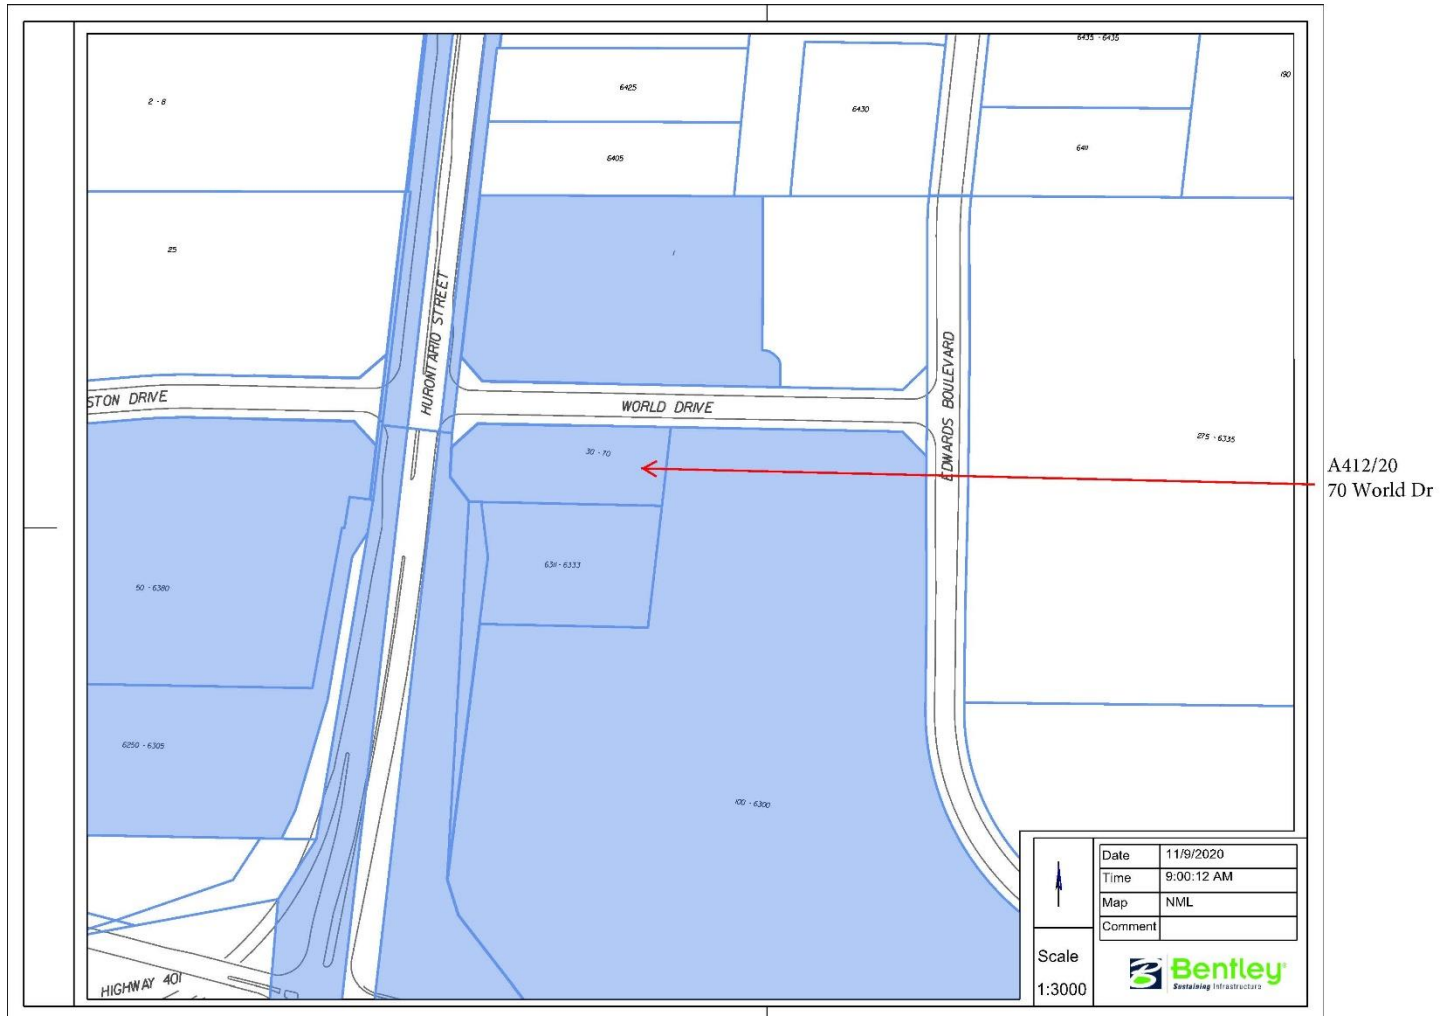 6435 - 6435
190
2 - 8
6425
6430
6405
6411
25
1
HURONTARIO STREET
EDWARDS BOULEVARD
STON DRIVE
WORLD DRIVE
275 - 6335
30 - 70
A412/20
70 World Dr
6311 - 6333
50 - 6380
6250 - 6305
100 - 6300
HIGHWAY 401
Date 11/9/2020
Time 9:00:12 AM
Map NML
Comment
Scale
1:3000
Bentley®
Sustaining Infrastructure